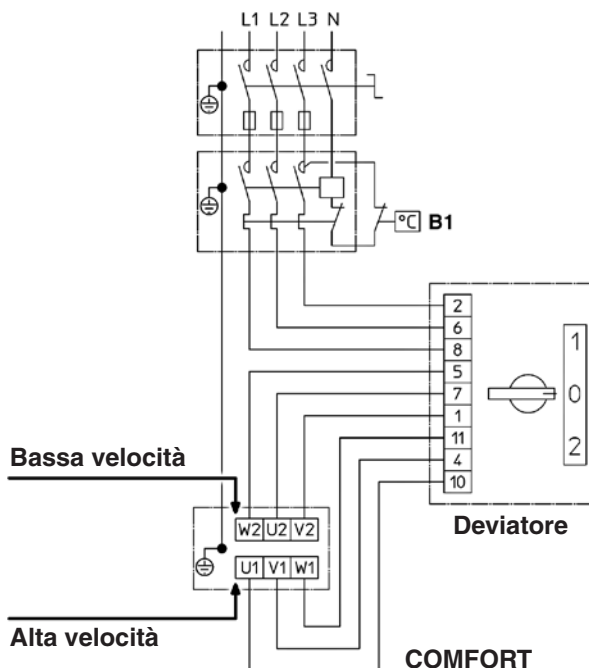 L1 L2 L3 N
°C B1
2
6
8
5
7
1
11
4
10
1
0
2
Deviatore
Bassa velocità
W2 U2 V2
U1 V1 W1
Alta velocità
COMFORT